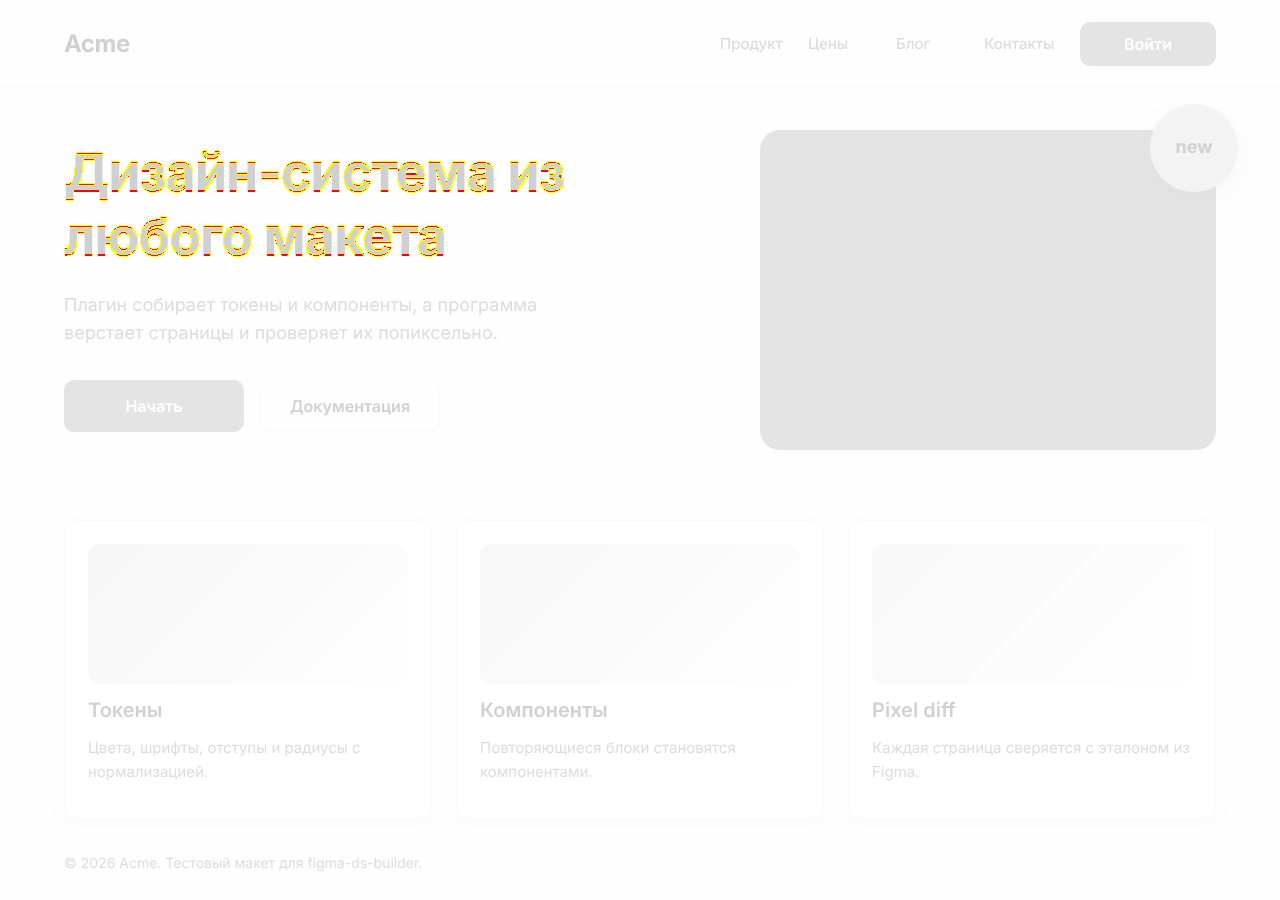 Acme
Продукт Цены Блог Контакты Войти
new
Дизайн-система из
любого макета
Плагин собирает токены и компоненты, а программа
верстает страницы и проверяет их попиксельно.
Начать Документация
Токены
Цвета, шрифты, отступы и радиусы с
нормализацией.
Компоненты
Повторяющиеся блоки становятся
компонентами.
Pixel diff
Каждая страница сверяется с эталоном из
Figma.
© 2026 Acme. Тестовый макет для figma-ds-builder.